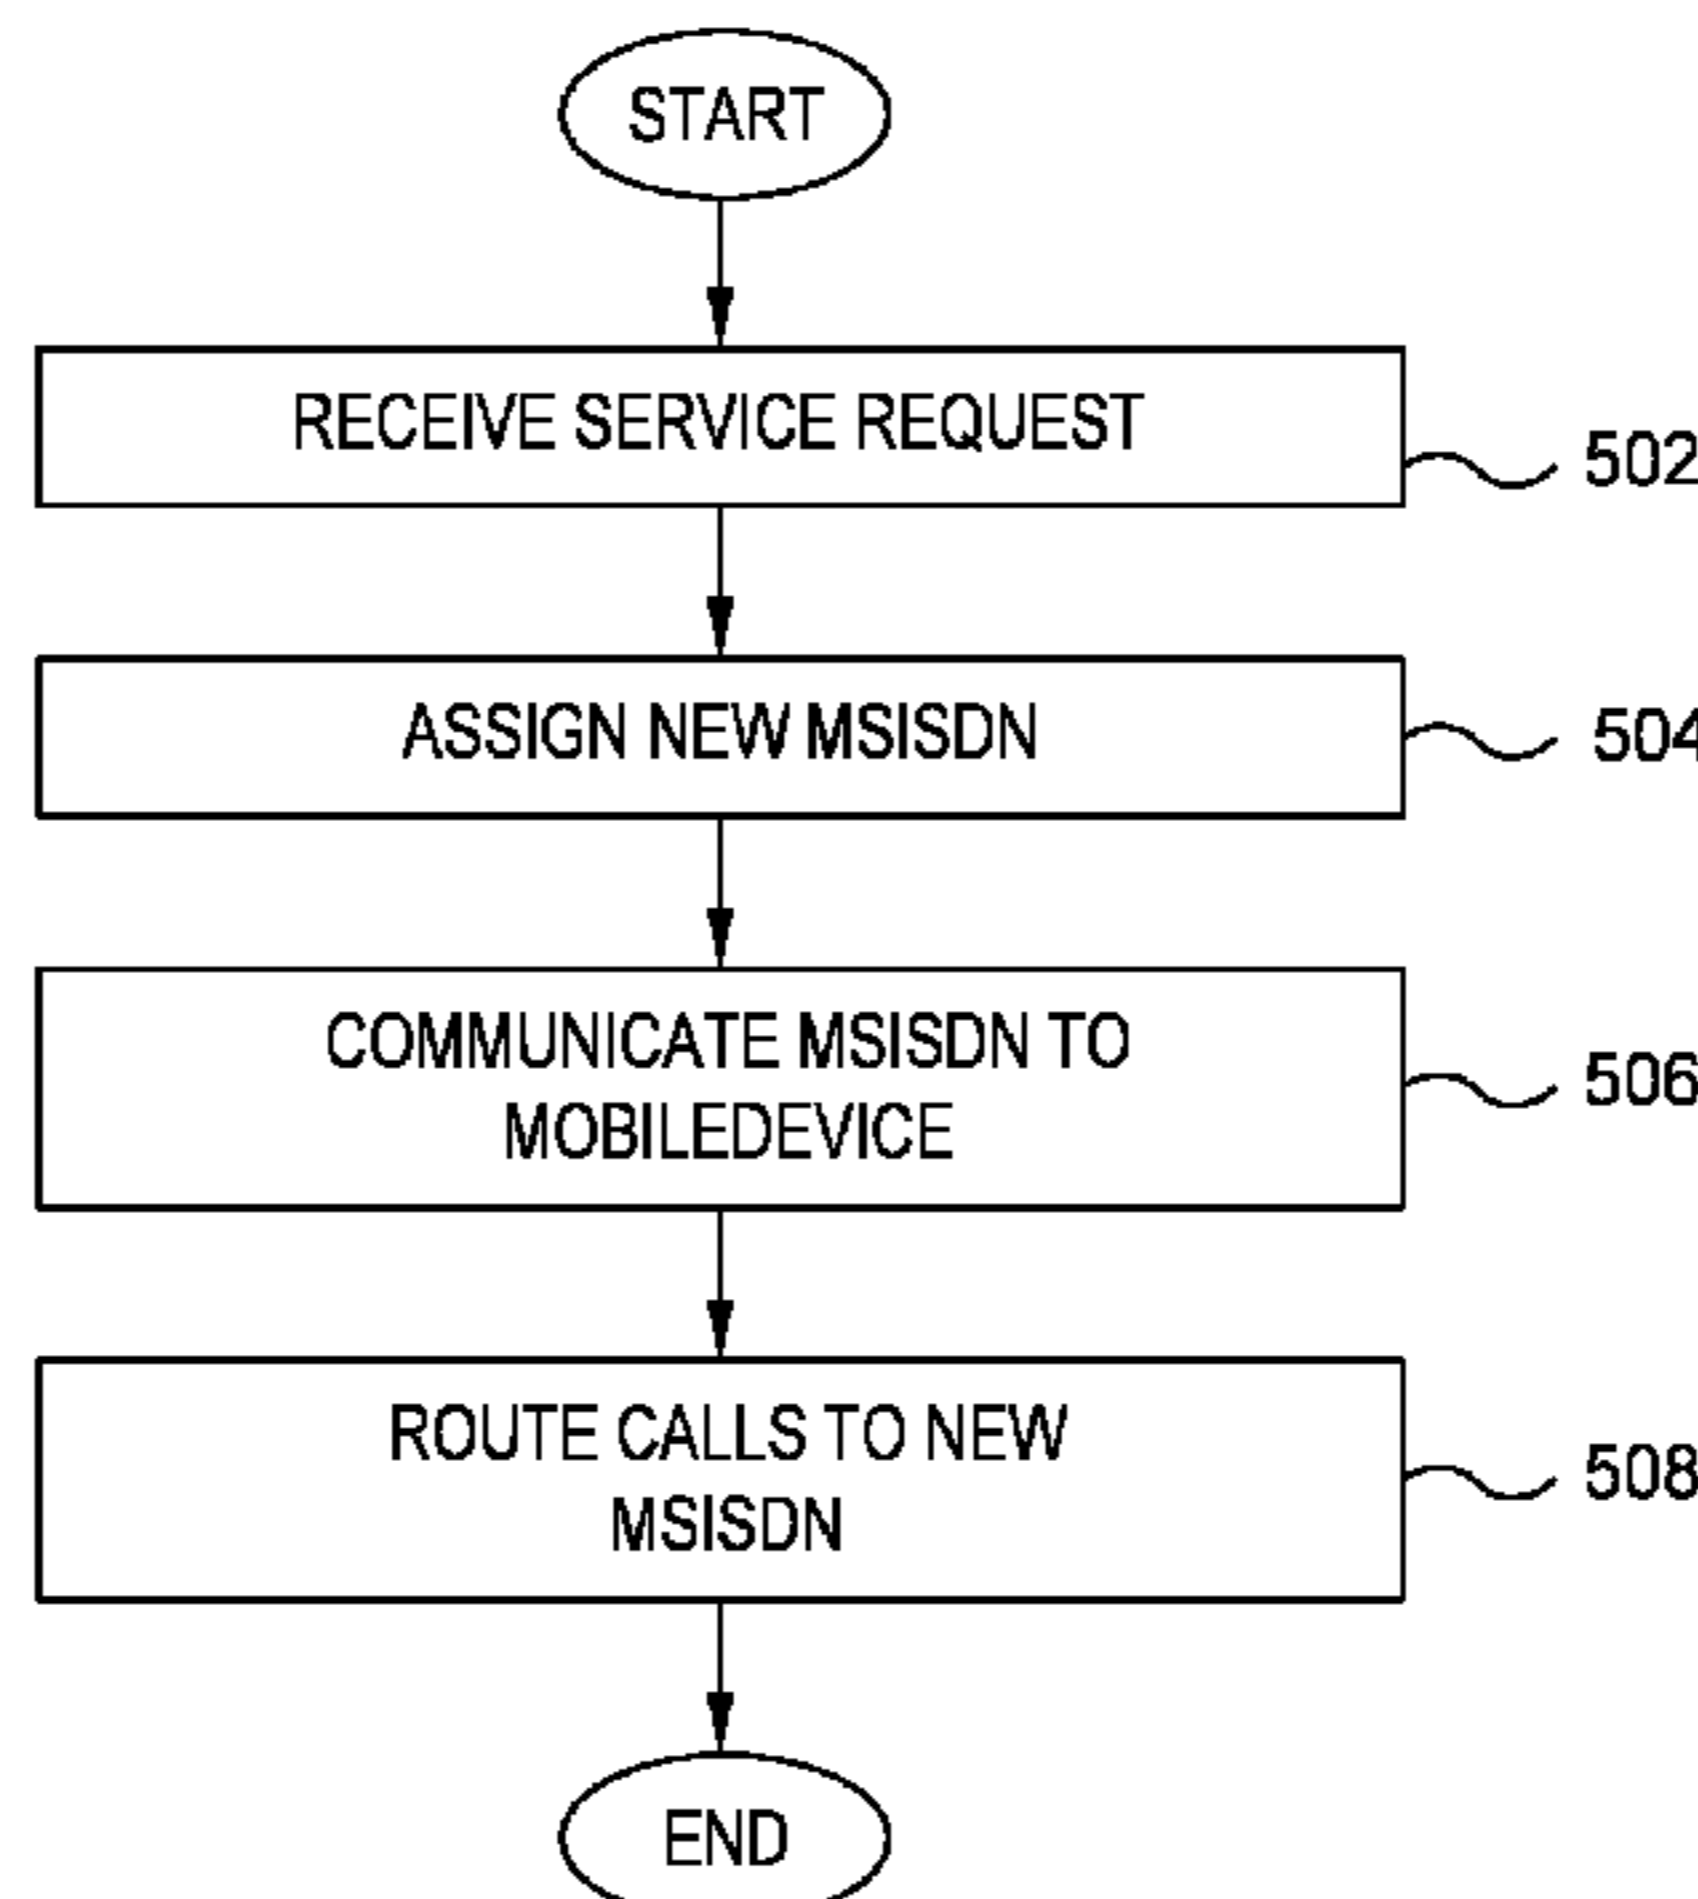 START
RECEIVE SERVICE REQUEST
502
ASSIGN NEW MSISDN
504
COMMUNICATE MSISDN TO
MOBILEDEVICE
506
ROUTE CALLS TO NEW
MSISDN
508
END